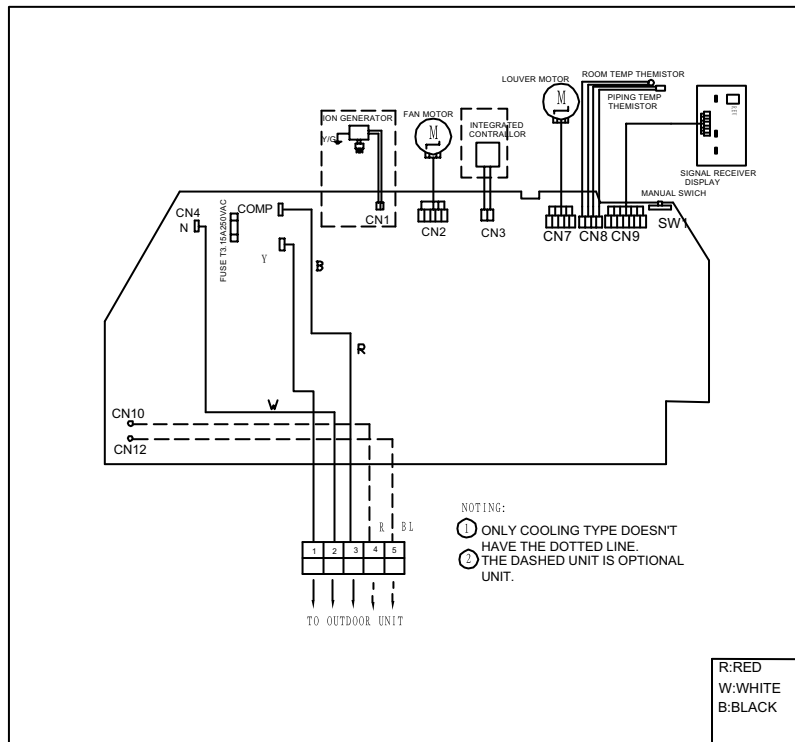 LOUVER MOTOR
ROOM TEMP THEMISTOR
PIPING TEMP
THEMISTOR
REV
ION GENERATOR
Y/G
FAN MOTOR
M
INTEGRATED
CONTRALLOR
M
SIGNAL RECEIVER
DISPLAY
MANUAL SWICH
CN4
N
FUSE T3.15A250VAC
COMP
Y
B
CN1
CN2
CN3
CN7
CN8
CN9
SW1
R
W
CN10
CN12
R
BL
1 2 3 4 5
TO OUTDOOR UNIT
NOTING:
1 ONLY COOLING TYPE DOESN'T
HAVE THE DOTTED LINE.
2 THE DASHED UNIT IS OPTIONAL
UNIT.
R:RED
W:WHITE
B:BLACK